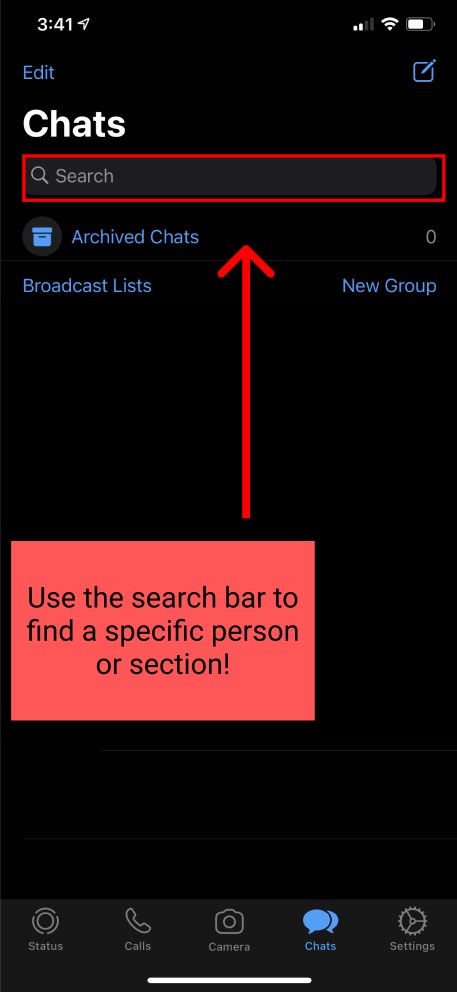 3:41
Edit
Chats
Search
Archived Chats 0
Broadcast Lists New Group
Use the search bar to
find a specific person
or section!
Status Calls Camera Chats Settings